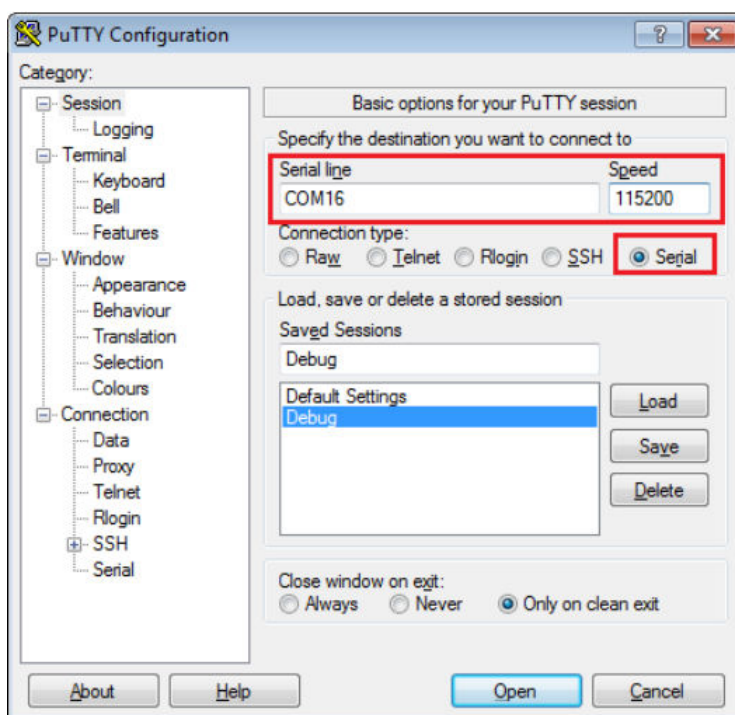 PuTTY Configuration
Category:
Session
Logging
Terminal
Keyboard
Bell
Features
Window
Appearance
Behaviour
Translation
Selection
Colours
Connection
Data
Proxy
Telnet
Rlogin
SSH
Serial
Basic options for your PuTTY session
Specify the destination you want to connect to
Serial line Speed
COM16 115200
Connection type:
Raw Telnet Rlogin SSH Serial
Load, save or delete a stored session
Saved Sessions
Debug
Default Settings
Debug
Load
Save
Delete
Close window on exit:
Always Never Only on clean exit
About Help Open Cancel